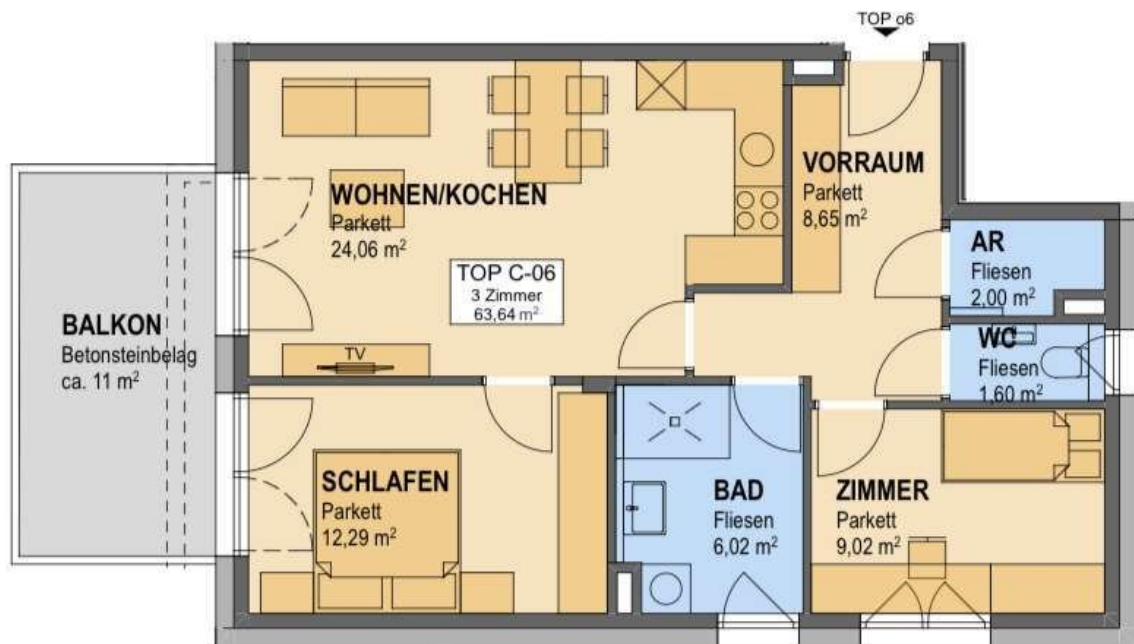 TOP o6
WOHNEN/KOCHEN
Parkett
24,06 m²
VORRAUM
Parkett
8,65 m²
AR
Fliesen
2,00 m²
TOP C-06
3 Zimmer
63,64 m²
BALKON
Betonsteinbelag
ca. 11 m²
TV
WC
Fliesen
1,60 m²
SCHLAFEN
Parkett
12,29 m²
BAD
Fliesen
6,02 m²
ZIMMER
Parkett
9,02 m²